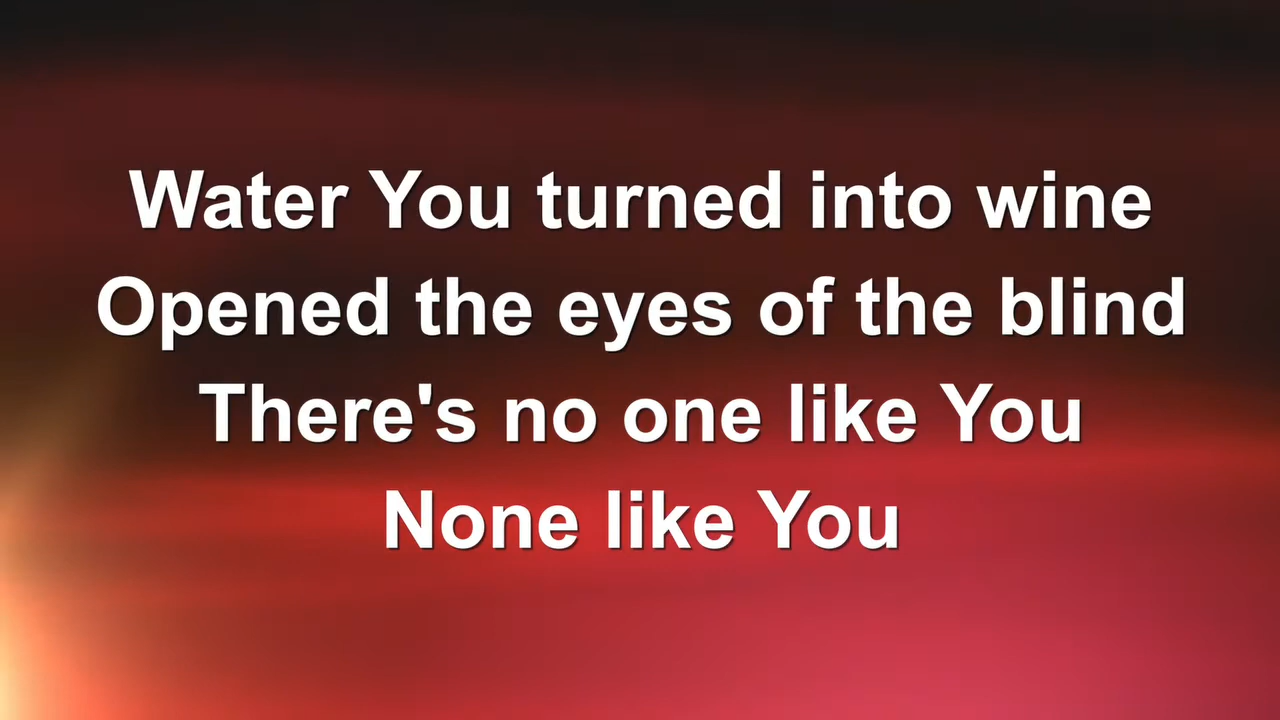 Water You turned into wine
Opened the eyes of the blind
There's no one like You
None like You